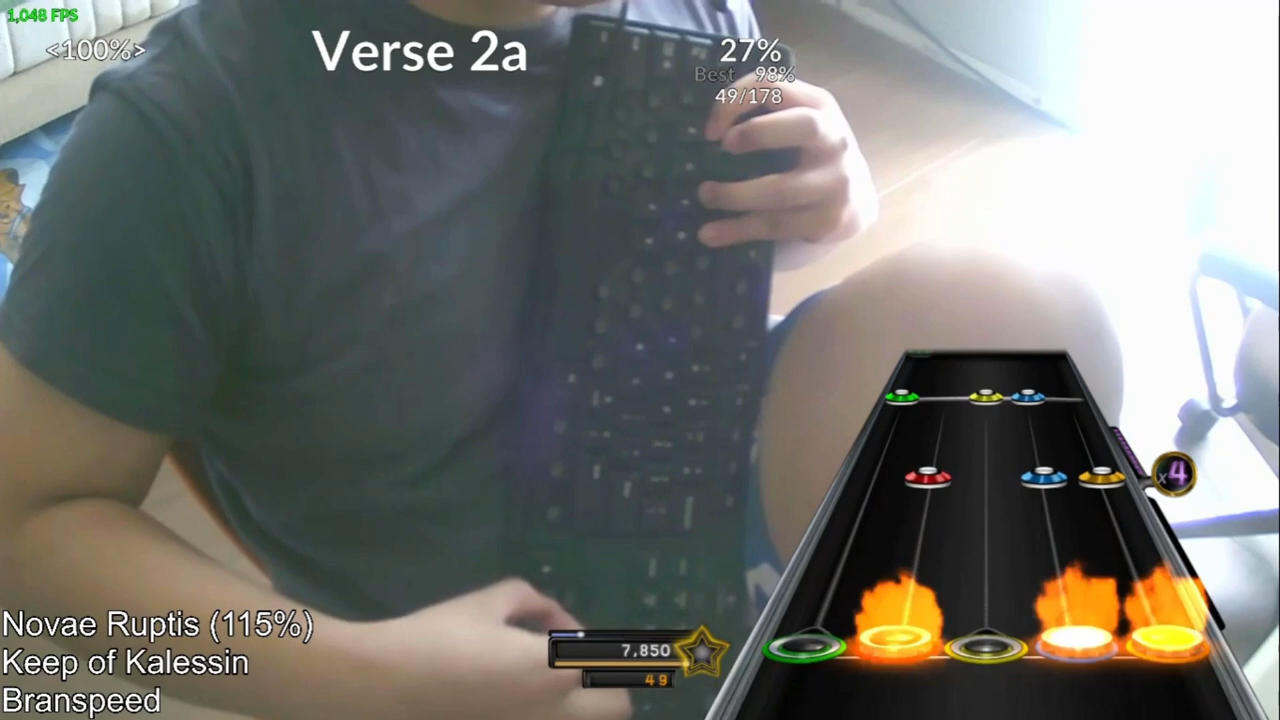 1,048 FPS
<100%>
Verse 2a
27%
Best 98%
49/178
x4
7,850
49
Novae Ruptis (115%)
Keep of Kalessin
Branspeed